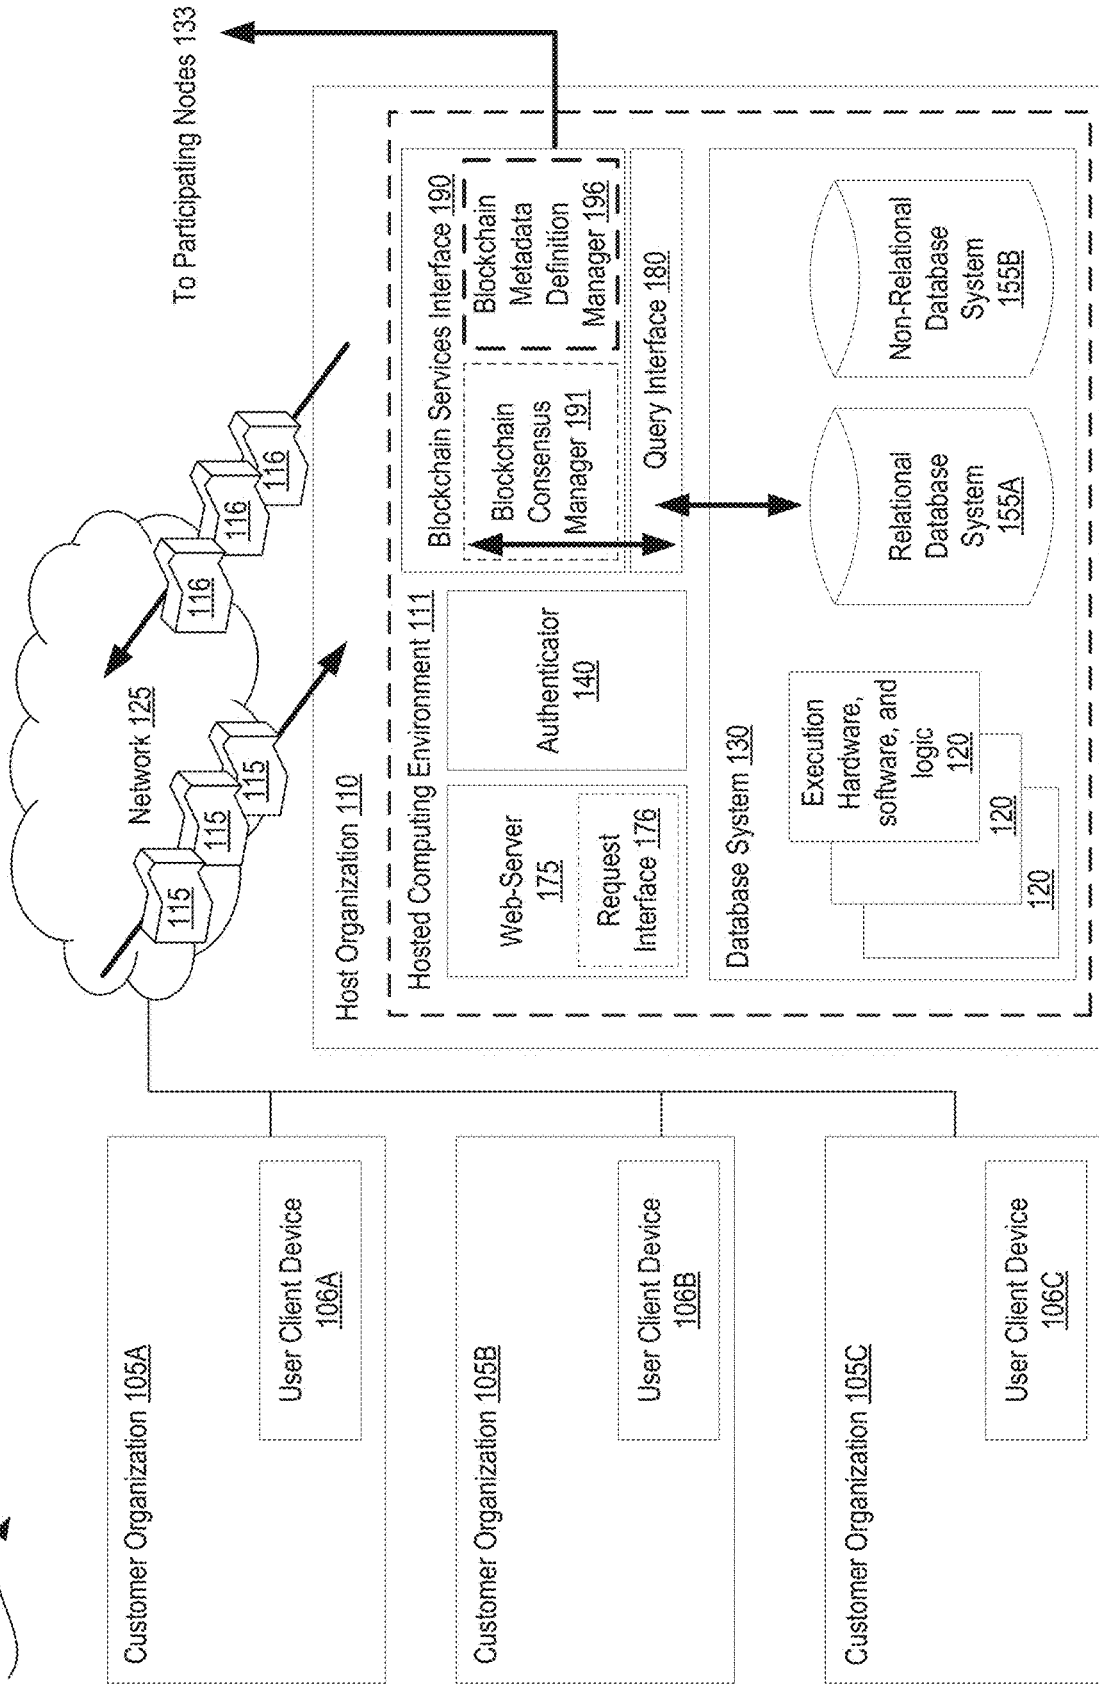 To Participating Nodes 133
Network 125
116
116
116
115
115
115
Host Organization 110
Hosted Computing Environment 111
Web-Server
175
Request
Interface 176
Authenticator
140
Blockchain Services Interface 190
Blockchain
Consensus
Manager 191
Blockchain
Metadata
Definition
Manager 196
Query Interface 180
Database System 130
Execution
Hardware,
software, and
logic
120
120
120
Relational
Database
System
155A
Non-Relational
Database
System
155B
Customer Organization 105A
User Client Device
106A
Customer Organization 105B
User Client Device
106B
Customer Organization 105C
User Client Device
106C